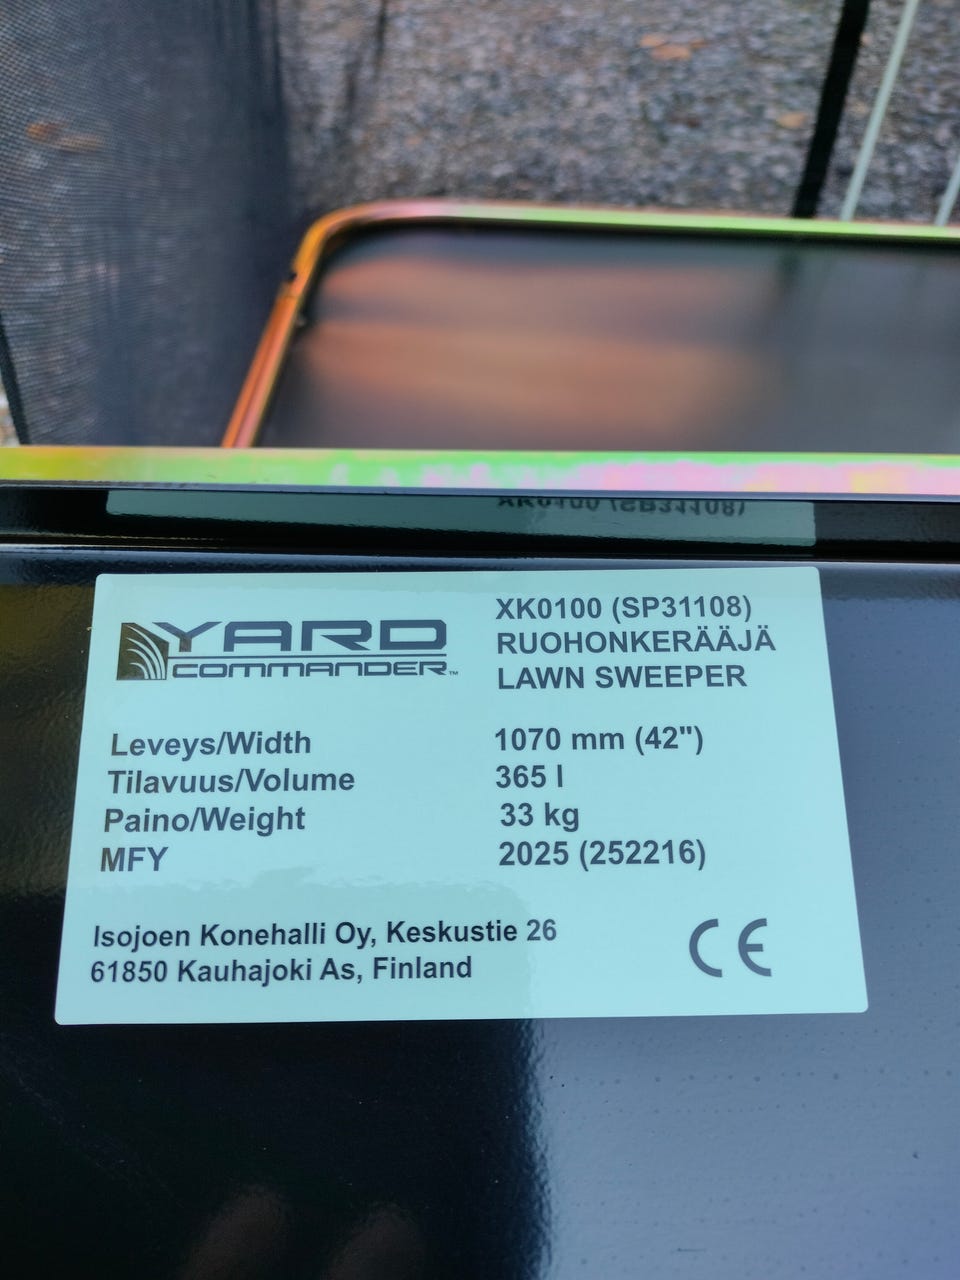 YARD
COMMANDER™
XK0100 (SP31108)
RUOHONKERÄÄJÄ
LAWN SWEEPER
Leveys/Width 1070 mm (42")
Tilavuus/Volume 365 l
Paino/Weight 33 kg
MFY 2025 (252216)
Isojoen Konehalli Oy, Keskustie 26
61850 Kauhajoki As, Finland
CE